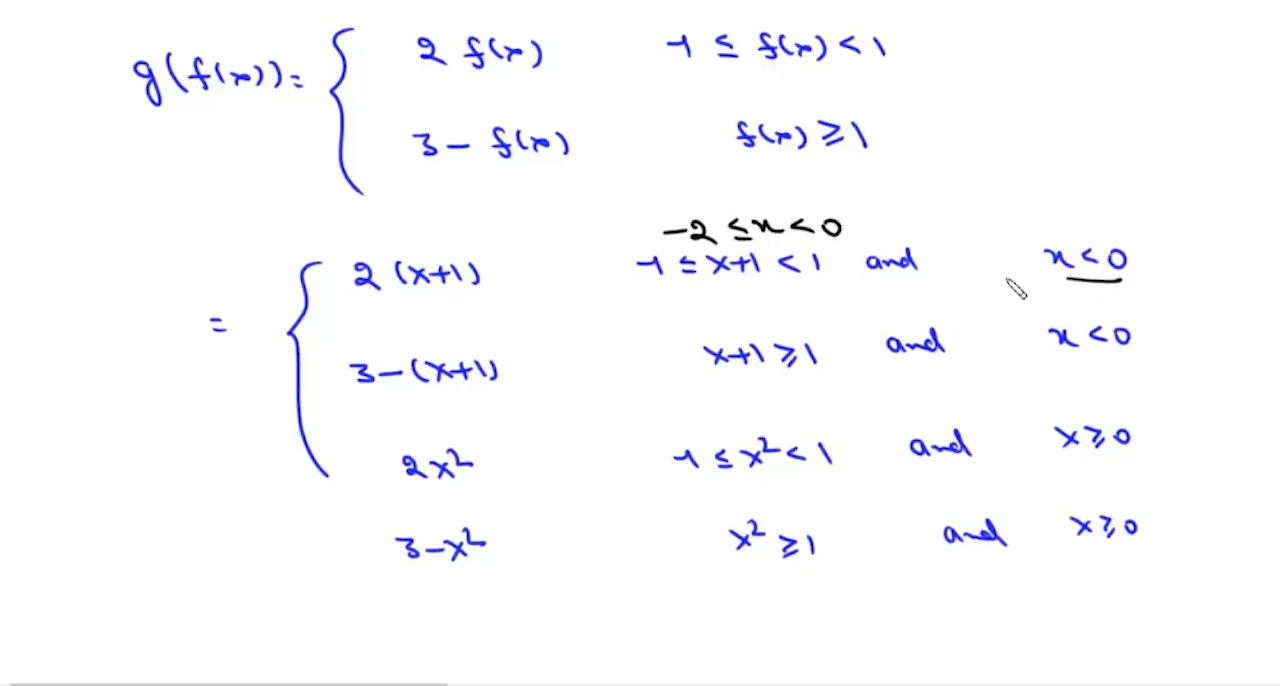 g(f(x)) = { 2 f(x)   -1 ≤ f(x) < 1
3 - f(x)   f(x) ≥ 1
-2 ≤ x < 0
= { 2 (x+1)   -1 ≤ x+1 < 1 and x < 0
3 - (x+1)   x+1 ≥ 1 and x < 0
2x²   -1 ≤ x² < 1 and x ≥ 0
3 - x²   x² ≥ 1 and x ≥ 0